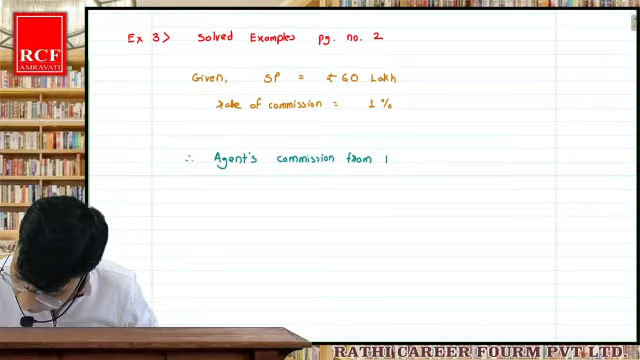 RCF
AMRAVATI
Ex 3> Solved Examples pg. no. 2
Given, SP = ₹ 60 Lakh
rate of commission = 1 %
∴ Agent's commission from 1
RATHI CAREER FOURM PVT LTD